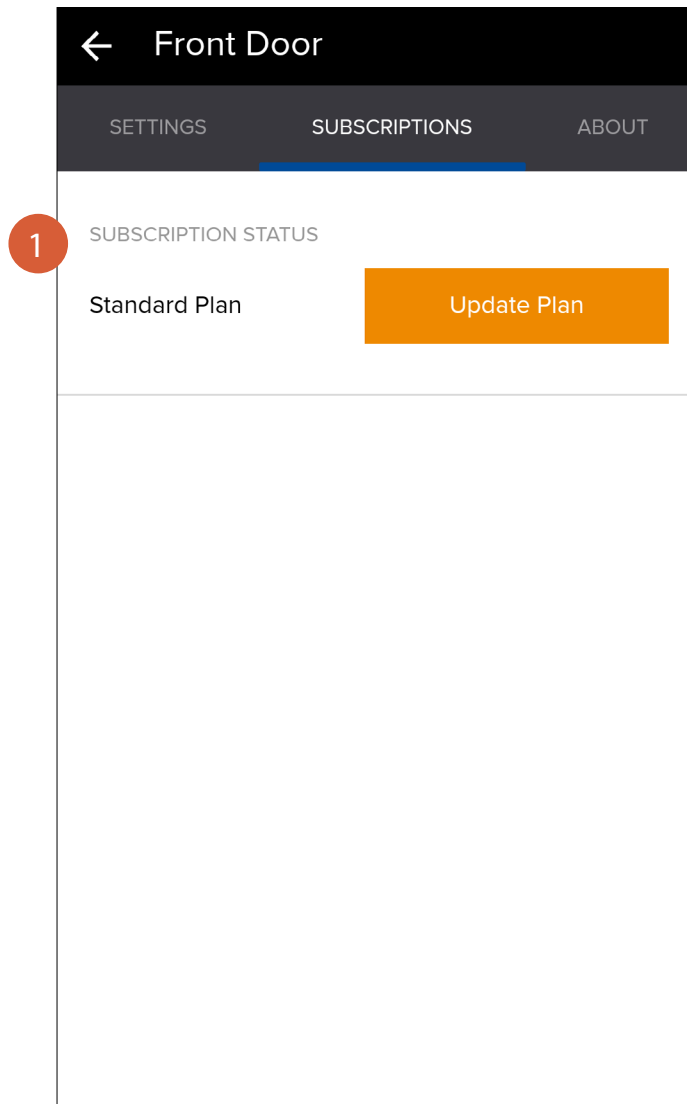 Front Door
SETTINGS SUBSCRIPTIONS ABOUT
1 SUBSCRIPTION STATUS
Standard Plan Update Plan